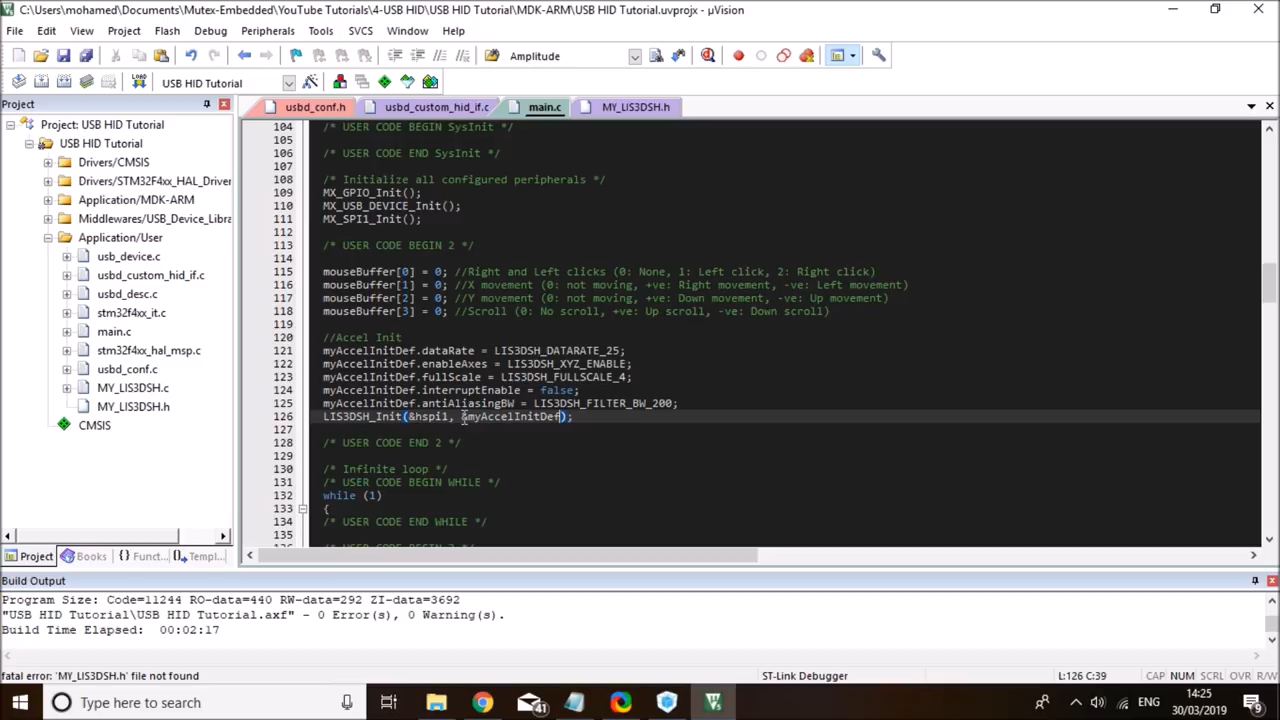 C:\Users\mohamed\Documents\Mutex-Embedded\YouTube Tutorials\4-USB HID\USB HID Tutorial\MDK-ARM\USB HID Tutorial.uvprojx - µVision
File Edit View Project Flash Debug Peripherals Tools SVCS Window Help
Amplitude
LOAD USB HID Tutorial
Project
usbd_conf.h usbd_custom_hid_if.c main.c MY_LIS3DSH.h
Project: USB HID Tutorial
USB HID Tutorial
Drivers/CMSIS
Drivers/STM32F4xx_HAL_Driver
Application/MDK-ARM
Middlewares/USB_Device_Libra
Application/User
usb_device.c
usbd_custom_hid_if.c
usbd_desc.c
stm32f4xx_it.c
main.c
stm32f4xx_hal_msp.c
usbd_conf.c
MY_LIS3DSH.c
MY_LIS3DSH.h
CMSIS
Project Books {} Funct... Templ...
104 /* USER CODE BEGIN SysInit */
105
106 /* USER CODE END SysInit */
107
108 /* Initialize all configured peripherals */
109 MX_GPIO_Init();
110 MX_USB_DEVICE_Init();
111 MX_SPI1_Init();
112
113 /* USER CODE BEGIN 2 */
114
115 mouseBuffer[0] = 0; //Right and Left clicks (0: None, 1: Left click, 2: Right click)
116 mouseBuffer[1] = 0; //X movement (0: not moving, +ve: Right movement, -ve: Left movement)
117 mouseBuffer[2] = 0; //Y movement (0: not moving, +ve: Down movement, -ve: Up movement)
118 mouseBuffer[3] = 0; //Scroll (0: No scroll, +ve: Up scroll, -ve: Down scroll)
119
120 //Accel Init
121 myAccelInitDef.dataRate = LIS3DSH_DATARATE_25;
122 myAccelInitDef.enableAxes = LIS3DSH_XYZ_ENABLE;
123 myAccelInitDef.fullScale = LIS3DSH_FULLSCALE_4;
124 myAccelInitDef.interruptEnable = false;
125 myAccelInitDef.antiAliasingBW = LIS3DSH_FILTER_BW_200;
126 LIS3DSH_Init(&hspi1, &myAccelInitDef);
127
128 /* USER CODE END 2 */
129
130 /* Infinite loop */
131 /* USER CODE BEGIN WHILE */
132 while (1)
133 {
134 /* USER CODE END WHILE */
135
Build Output
Program Size: Code=11244 RO-data=440 RW-data=292 ZI-data=3692
"USB HID Tutorial\USB HID Tutorial.axf" - 0 Error(s), 0 Warning(s).
Build Time Elapsed: 00:02:17
fatal error: 'MY_LIS3DSH.h' file not found ST-Link Debugger L:126 C:39 CAP NUM SCRL OVR R/
Type here to search
41
ENG
14:25
30/03/2019
9